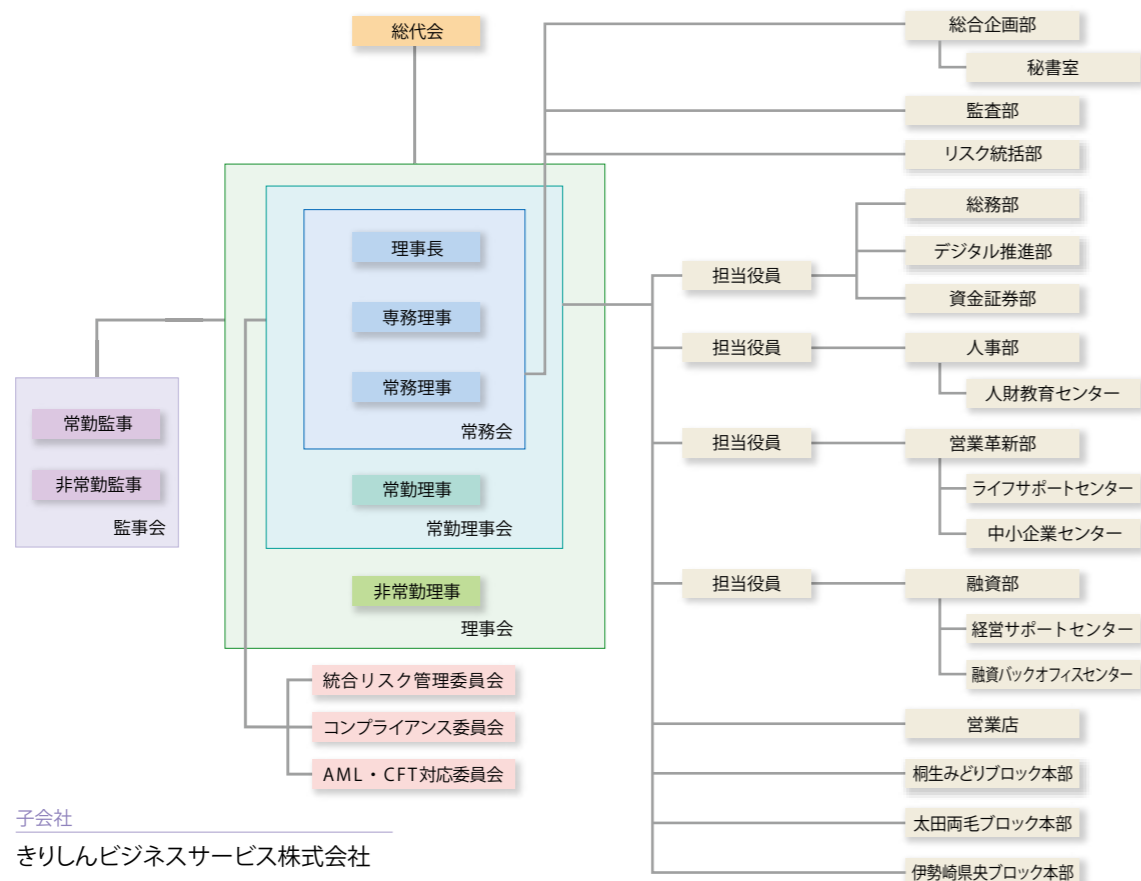 総代会
理事長
専務理事
常務理事
常務会
常勤理事
常勤理事会
非常勤理事
理事会
常勤監事
非常勤監事
監事会
統合リスク管理委員会
コンプライアンス委員会
AML・CFT対応委員会
総合企画部
秘書室
監査部
リスク統括部
担当役員
総務部
デジタル推進部
資金証券部
担当役員
人事部
人財教育センター
担当役員
営業革新部
ライフサポートセンター
中小企業センター
担当役員
融資部
経営サポートセンター
融資バックオフィスセンター
営業店
桐生みどりブロック本部
太田両毛ブロック本部
伊勢崎県央ブロック本部
子会社
きりしんビジネスサービス株式会社